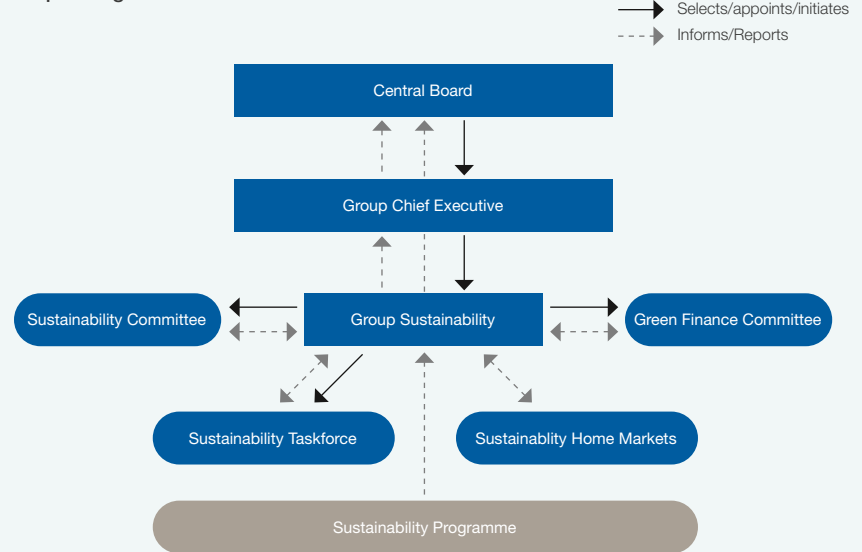 Selects/appoints/initiates
Informs/Reports
Central Board
Group Chief Executive
Sustainability Committee
Group Sustainability
Green Finance Committee
Sustainability Taskforce
Sustainablity Home Markets
Sustainability Programme